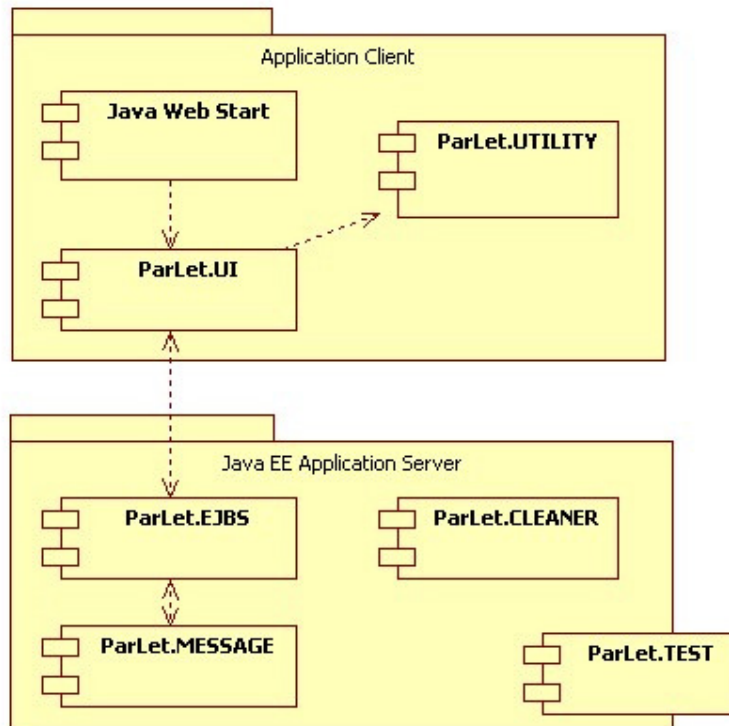 Application Client
Java Web Start
ParLet.UTILITY
ParLet.UI
Java EE Application Server
ParLet.EJBS
ParLet.CLEANER
ParLet.MESSAGE
ParLet.TEST